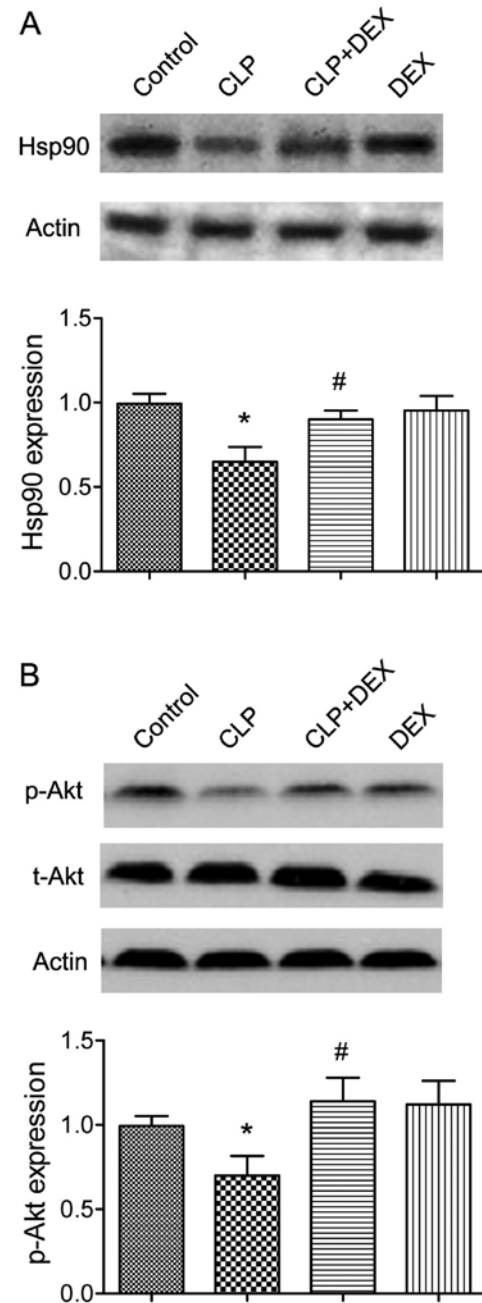 A
Control CLP CLP+DEX DEX
Hsp90
Actin
Hsp90 expression
1.5
#
1.0
*
0.5
0.0
B
Control CLP CLP+DEX DEX
p-Akt
t-Akt
Actin
p-Akt expression
1.5
#
1.0
*
0.5
0.0